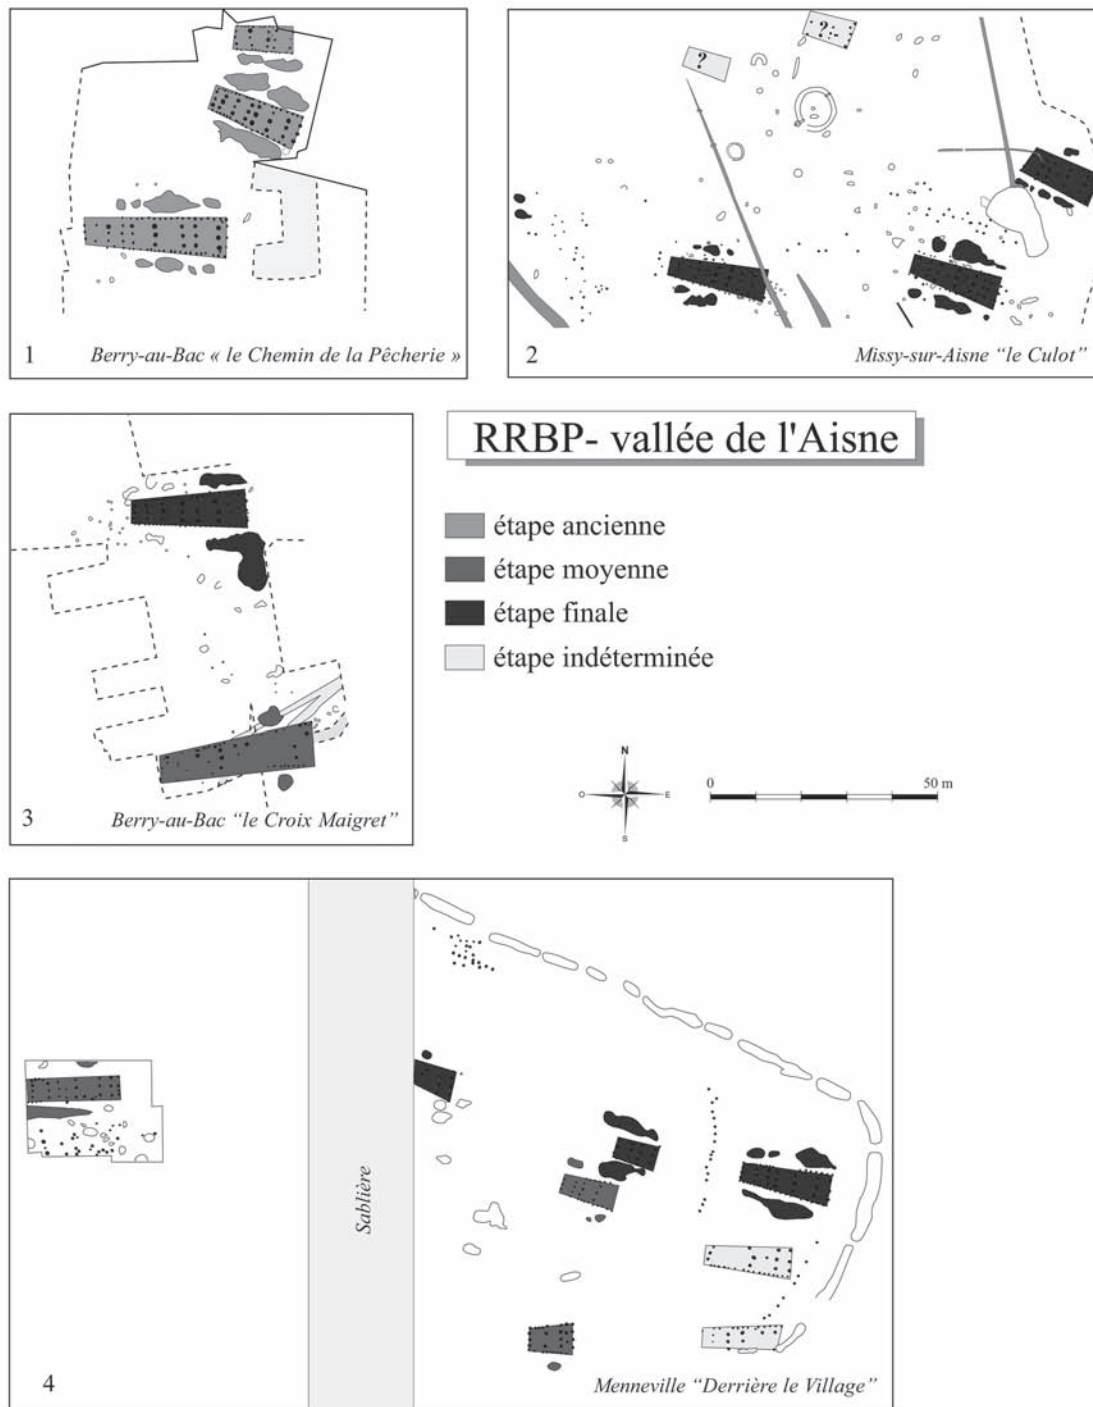 1 Berry-au-Bac « le Chemin de la Pêcherie »
? ? -
2 Missy-sur-Aisne “le Culot”
3 Berry-au-Bac “le Croix Maigret”
RRBP- vallée de l'Aisne
étape ancienne
étape moyenne
étape finale
étape indéterminée
N
O E
S
0 50 m
Sablière
4 Menneville “Derrière le Village”